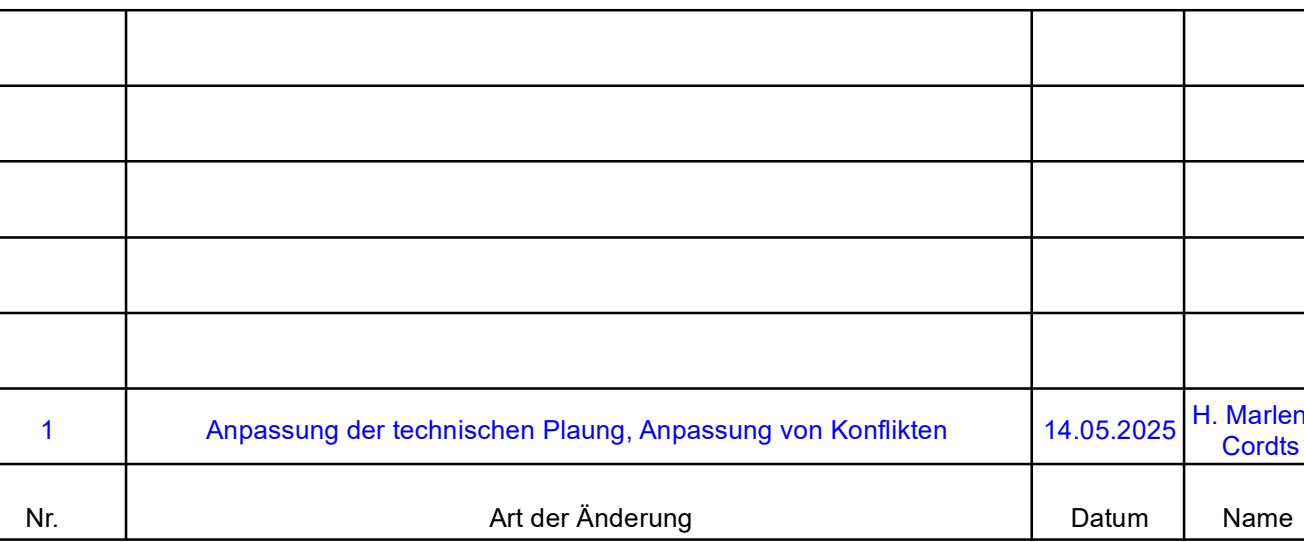 1 Anpassung der technischen Plaung, Anpassung von Konflikten 14.05.2025 H. Marlen
Cordts
Nr. Art der Änderung Datum Name